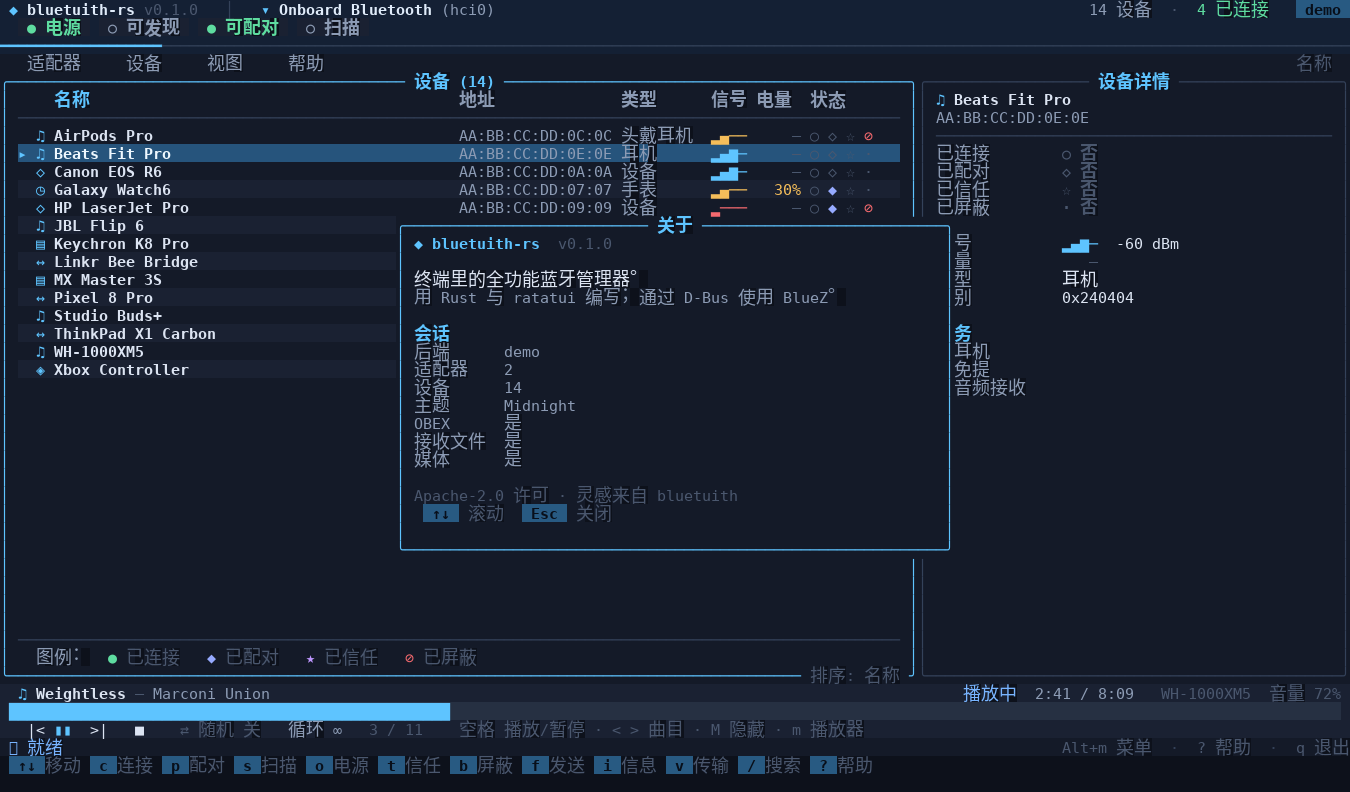 ◆ bluetuith-rs v0.1.0 │ ▾ Onboard Bluetooth (hci0) 14 设备 · 4 已连接 demo
● 电源 ○ 可发现 ● 可配对 ○ 扫描
适配器 设备 视图 帮助 名称
设备 (14) 设备详情
名称 地址 类型 信号 电量 状态
♫ Beats Fit Pro
AA:BB:CC:DD:0E:0E
♫ AirPods Pro AA:BB:CC:DD:0C:0C 头戴耳机 — ○ ◇ ☆ ⊘
▸ ♫ Beats Fit Pro AA:BB:CC:DD:0E:0E 耳机 — ○ ◇ ☆ · 已连接 ○ 否
◇ Canon EOS R6 AA:BB:CC:DD:0A:0A 设备 — ○ ◇ ☆ · 已配对 ◇ 否
◷ Galaxy Watch6 AA:BB:CC:DD:07:07 手表 30% ○ ◆ ☆ · 已信任 ☆ 否
◇ HP LaserJet Pro AA:BB:CC:DD:09:09 设备 — ○ ◆ ☆ ⊘ 已屏蔽 · 否
♫ JBL Flip 6
▤ Keychron K8 Pro
↔ Linkr Bee Bridge
▤ MX Master 3S
↔ Pixel 8 Pro
♫ Studio Buds+
↔ ThinkPad X1 Carbon
♫ WH-1000XM5
◈ Xbox Controller
关于
◆ bluetuith-rs v0.1.0
终端里的全功能蓝牙管理器。
用 Rust 与 ratatui 编写；通过 D-Bus 使用 BlueZ。
会话
后端 demo
适配器 2
设备 14
主题 Midnight
OBEX 是
接收文件 是
媒体 是
Apache-2.0 许可 · 灵感来自 bluetuith
↑↓ 滚动 Esc 关闭
号 -60 dBm
量 —
型 耳机
别 0x240404
务
耳机
免提
音频接收
图例： ● 已连接 ◆ 已配对 ★ 已信任 ⊘ 已屏蔽
排序: 名称
♫ Weightless — Marconi Union 播放中 2:41 / 8:09 WH-1000XM5 音量 72%
|< ▮▮ >| ■ ⇄ 随机 关 循环 ∞ 3 / 11 空格 播放/暂停 · < > 曲目 · M 隐藏 · m 播放器
就绪 Alt+m 菜单 · ? 帮助 · q 退出
↑↓ 移动 c 连接 p 配对 s 扫描 o 电源 t 信任 b 屏蔽 f 发送 i 信息 v 传输 / 搜索 ? 帮助